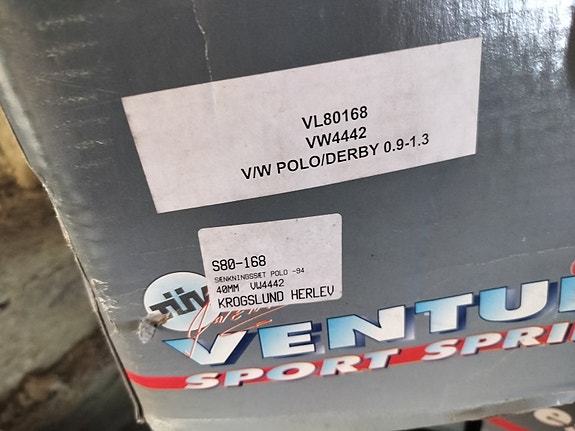 VL80168
VW4442
V/W POLO/DERBY 0.9-1.3
S80-168
SÆNKNINGSSÆT POLO -94
40MM VW4442
KROGSLUND HERLEV
TÜV
VENTU
SPORT SPRI